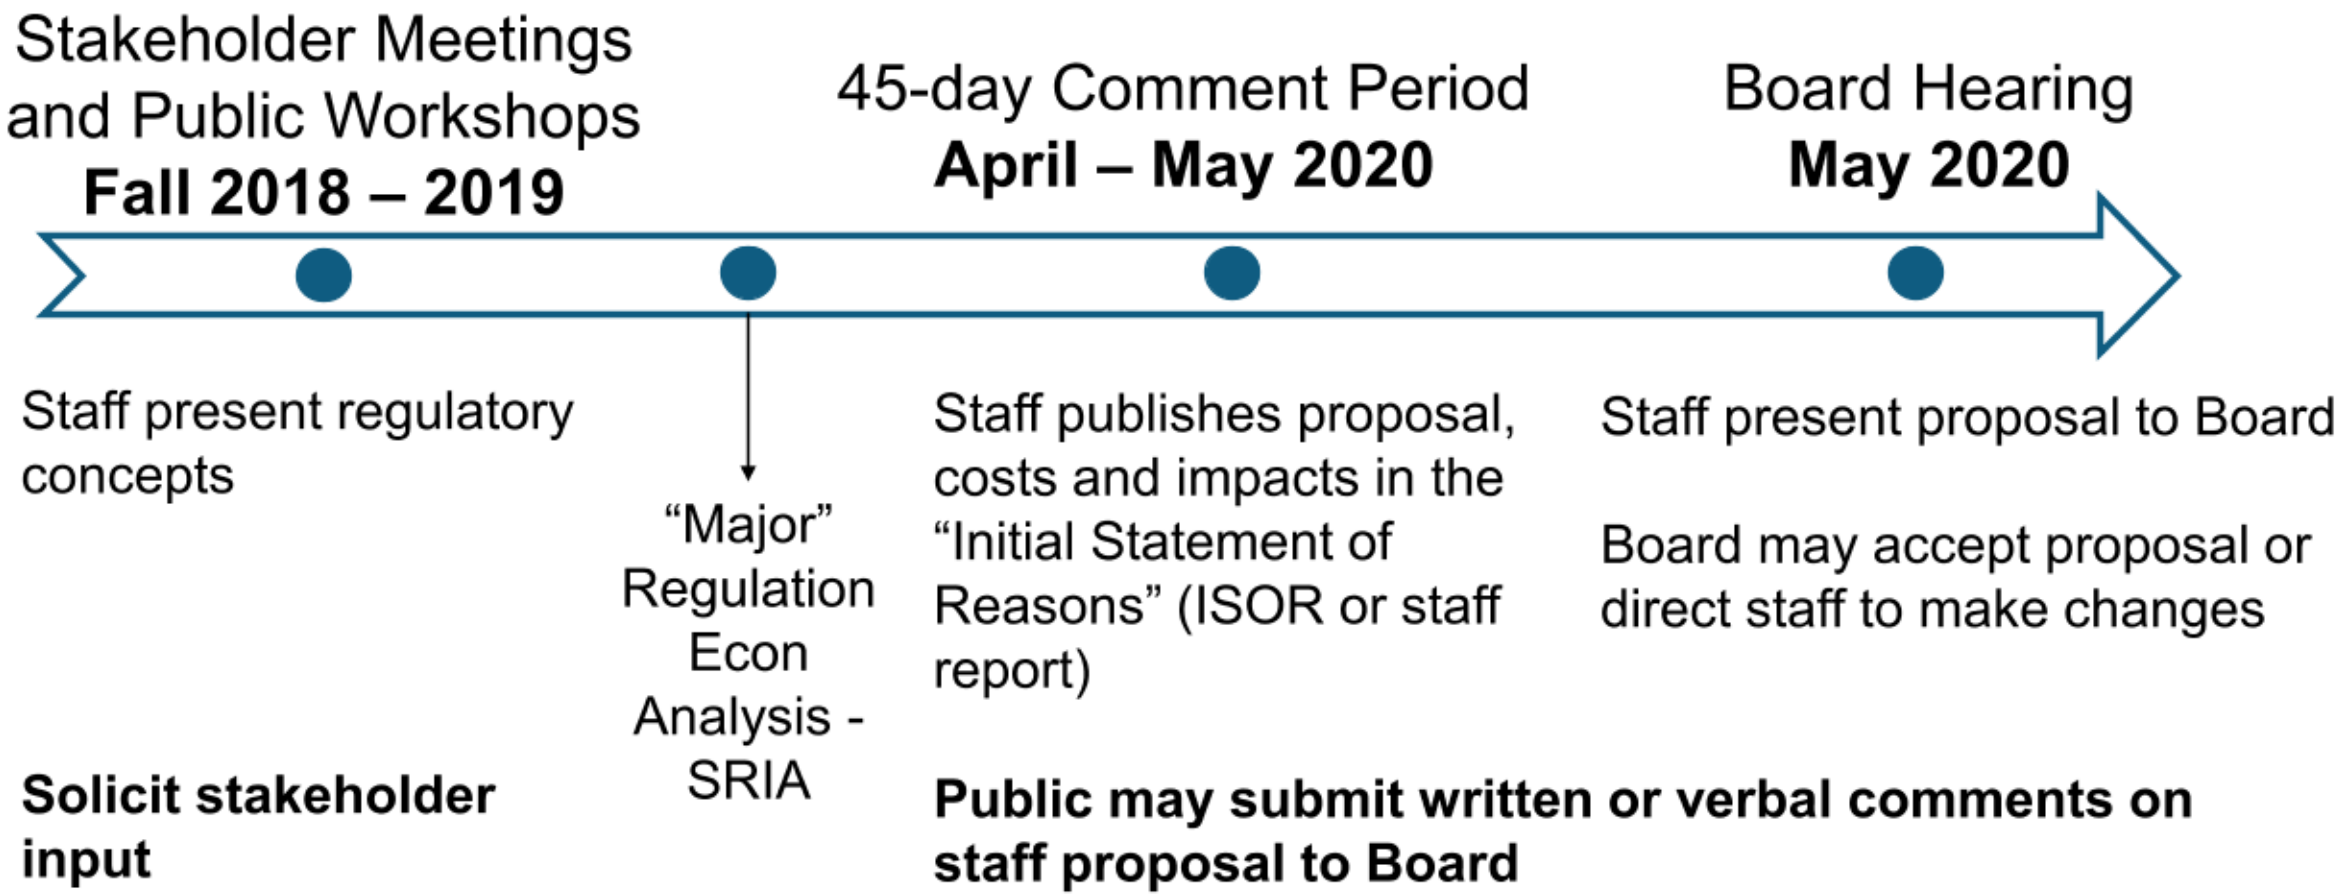 Stakeholder Meetings
and Public Workshops
Fall 2018 – 2019
45-day Comment Period
April – May 2020
Board Hearing
May 2020
Staff present regulatory
concepts
Solicit stakeholder
input
“Major”
Regulation
Econ
Analysis -
SRIA
Staff publishes proposal,
costs and impacts in the
“Initial Statement of
Reasons” (ISOR or staff
report)
Staff present proposal to Board
Board may accept proposal or
direct staff to make changes
Public may submit written or verbal comments on
staff proposal to Board